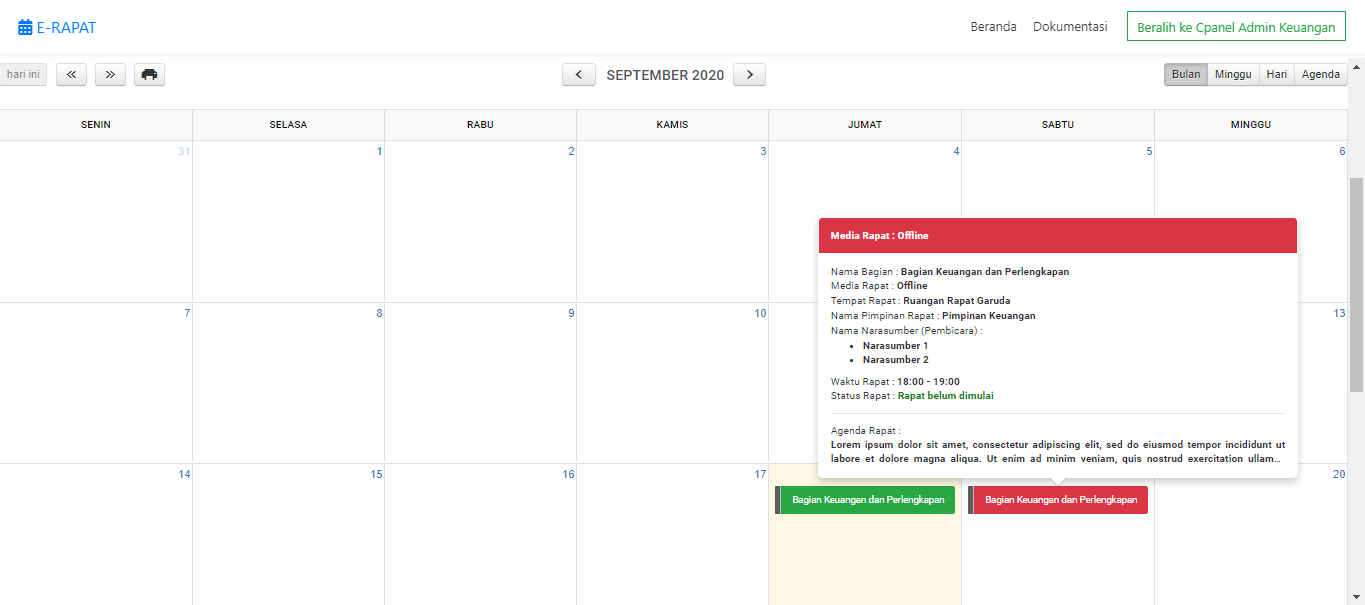 E-RAPAT
Beranda Dokumentasi Beralih ke Cpanel Admin Keuangan
hari ini
SEPTEMBER 2020
Bulan Minggu Hari Agenda
SENIN SELASA RABU KAMIS JUMAT SABTU MINGGU
31 1 2 3 4 5 6
Media Rapat : Offline
Nama Bagian : Bagian Keuangan dan Perlengkapan
Media Rapat : Offline
Tempat Rapat : Ruangan Rapat Garuda
Nama Pimpinan Rapat : Pimpinan Keuangan
Nama Narasumber (Pembicara) :
• Narasumber 1
• Narasumber 2
Waktu Rapat : 18:00 - 19:00
Status Rapat : Rapat belum dimulai
Agenda Rapat :
Lorem ipsum dolor sit amet, consectetur adipiscing elit, sed do eiusmod tempor incididunt ut
labore et dolore magna aliqua. Ut enim ad minim veniam, quis nostrud exercitation ullam...
7 8 9 10 13
14 15 16 17 20
Bagian Keuangan dan Perlengkapan
Bagian Keuangan dan Perlengkapan